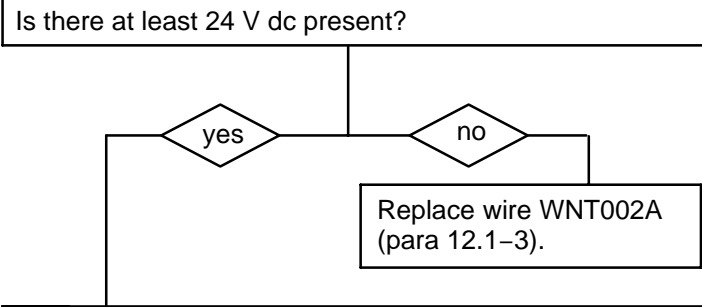 Is there at least 24 V dc present?
yes
no
Replace wire WNT002A
(para 12.1−3).